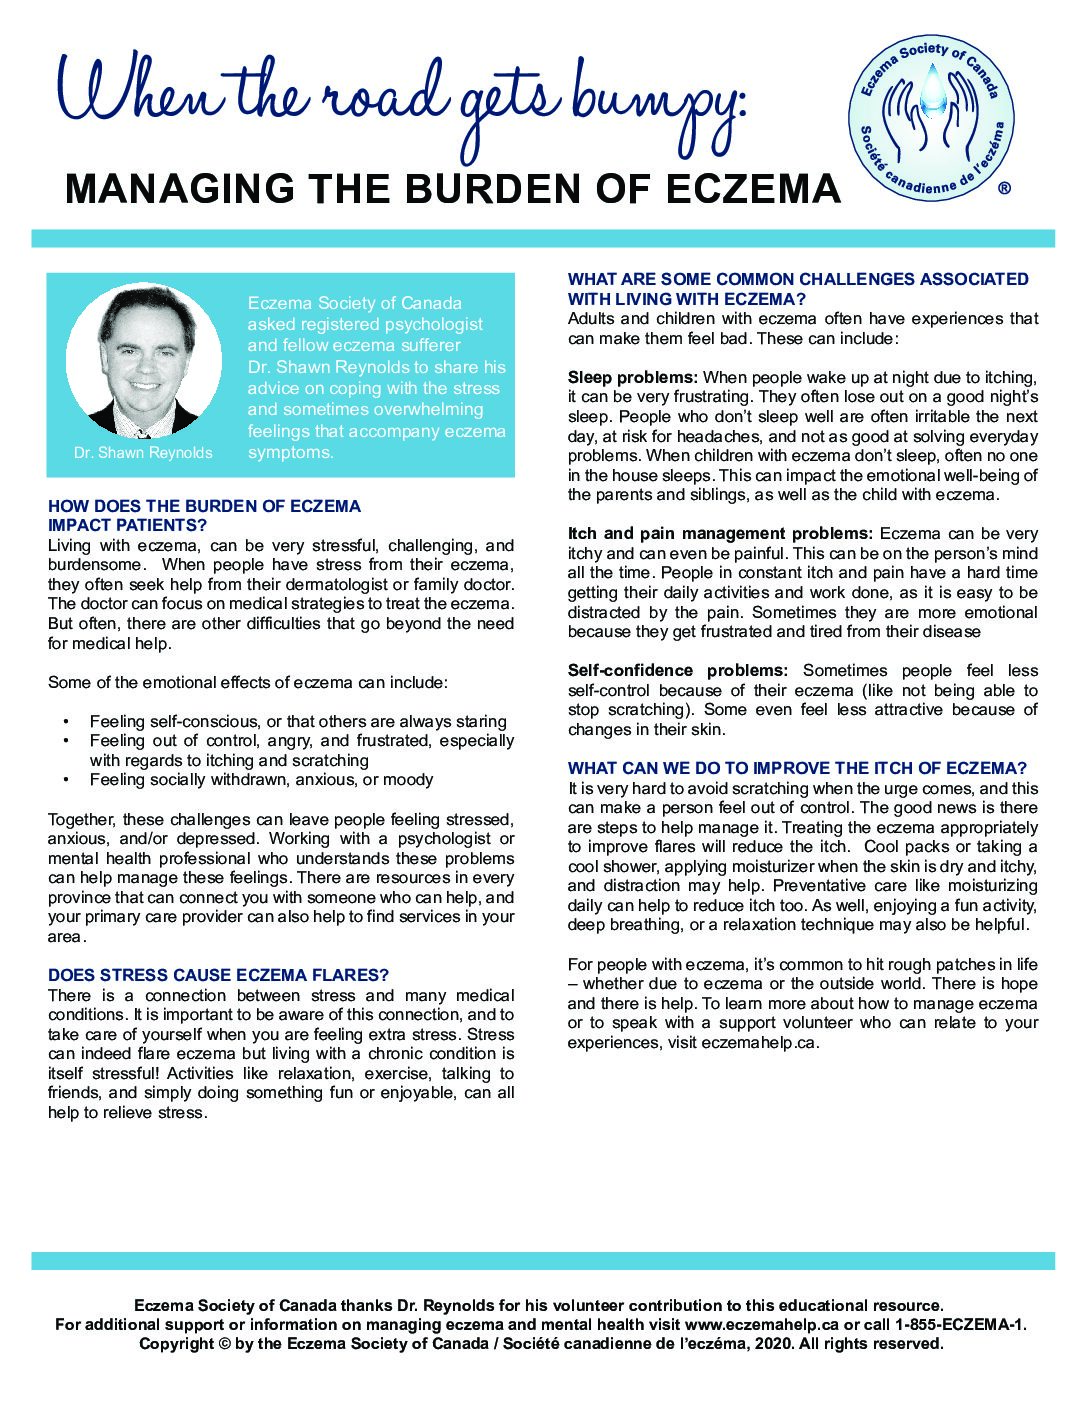 When the road gets bumpy:
MANAGING THE BURDEN OF ECZEMA
Eczema Society of Canada
Société canadienne de l'eczéma
®
Eczema Society of Canada
asked registered psychologist
and fellow eczema sufferer
Dr. Shawn Reynolds to share his
advice on coping with the stress
and sometimes overwhelming
feelings that accompany eczema
symptoms.
Dr. Shawn Reynolds
HOW DOES THE BURDEN OF ECZEMA
IMPACT PATIENTS?
Living with eczema, can be very stressful, challenging, and
burdensome.  When people have stress from their eczema,
they often seek help from their dermatologist or family doctor.
The doctor can focus on medical strategies to treat the eczema.
But often, there are other difficulties that go beyond the need
for medical help.
Some of the emotional effects of eczema can include:
• Feeling self-conscious, or that others are always staring
• Feeling out of control, angry, and frustrated, especially
with regards to itching and scratching
• Feeling socially withdrawn, anxious, or moody
Together, these challenges can leave people feeling stressed,
anxious, and/or depressed. Working with a psychologist or
mental health professional who understands these problems
can help manage these feelings. There are resources in every
province that can connect you with someone who can help, and
your primary care provider can also help to find services in your
area.
DOES STRESS CAUSE ECZEMA FLARES?
There is a connection between stress and many medical
conditions. It is important to be aware of this connection, and to
take care of yourself when you are feeling extra stress. Stress
can indeed flare eczema but living with a chronic condition is
itself stressful! Activities like relaxation, exercise, talking to
friends, and simply doing something fun or enjoyable, can all
help to relieve stress.
WHAT ARE SOME COMMON CHALLENGES ASSOCIATED
WITH LIVING WITH ECZEMA?
Adults and children with eczema often have experiences that
can make them feel bad. These can include:
Sleep problems: When people wake up at night due to itching,
it can be very frustrating. They often lose out on a good night's
sleep. People who don't sleep well are often irritable the next
day, at risk for headaches, and not as good at solving everyday
problems. When children with eczema don't sleep, often no one
in the house sleeps. This can impact the emotional well-being of
the parents and siblings, as well as the child with eczema.
Itch and pain management problems: Eczema can be very
itchy and can even be painful. This can be on the person's mind
all the time. People in constant itch and pain have a hard time
getting their daily activities and work done, as it is easy to be
distracted by the pain. Sometimes they are more emotional
because they get frustrated and tired from their disease
Self-confidence problems: Sometimes people feel less
self-control because of their eczema (like not being able to
stop scratching). Some even feel less attractive because of
changes in their skin.
WHAT CAN WE DO TO IMPROVE THE ITCH OF ECZEMA?
It is very hard to avoid scratching when the urge comes, and this
can make a person feel out of control. The good news is there
are steps to help manage it. Treating the eczema appropriately
to improve flares will reduce the itch.  Cool packs or taking a
cool shower, applying moisturizer when the skin is dry and itchy,
and distraction may help. Preventative care like moisturizing
daily can help to reduce itch too. As well, enjoying a fun activity,
deep breathing, or a relaxation technique may also be helpful.
For people with eczema, it's common to hit rough patches in life
– whether due to eczema or the outside world. There is hope
and there is help. To learn more about how to manage eczema
or to speak with a support volunteer who can relate to your
experiences, visit eczemahelp.ca.
Eczema Society of Canada thanks Dr. Reynolds for his volunteer contribution to this educational resource.
For additional support or information on managing eczema and mental health visit www.eczemahelp.ca or call 1-855-ECZEMA-1.
Copyright © by the Eczema Society of Canada / Société canadienne de l'eczéma, 2020. All rights reserved.